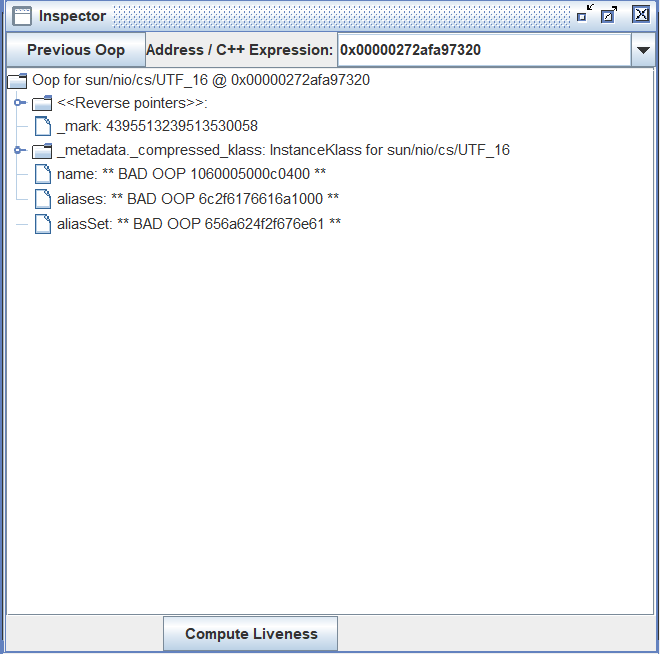 Inspector
Previous Oop Address / C++ Expression: 0x00000272afa97320
Oop for sun/nio/cs/UTF_16 @ 0x00000272afa97320
<<Reverse pointers>>:
_mark: 4395513239513530058
_metadata._compressed_klass: InstanceKlass for sun/nio/cs/UTF_16
name: ** BAD OOP 1060005000c0400 **
aliases: ** BAD OOP 6c2f6176616a1000 **
aliasSet: ** BAD OOP 656a624f2f676e61 **
Compute Liveness